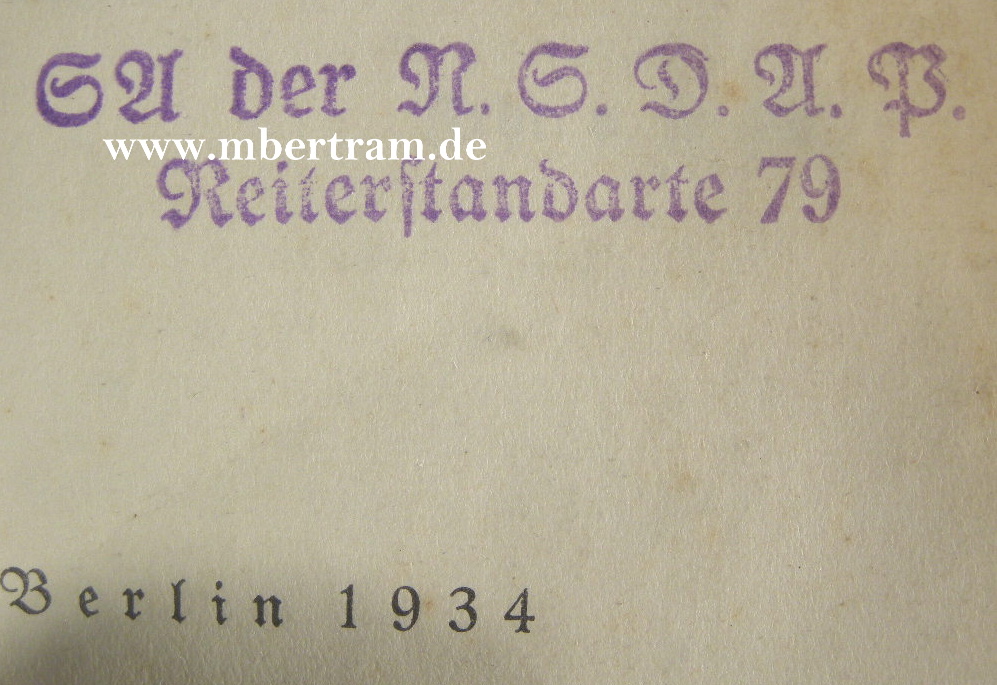 SA der N. S. D. A. P.
www.mbertram.de
Reiterſtandarte 79
Berlin 1934